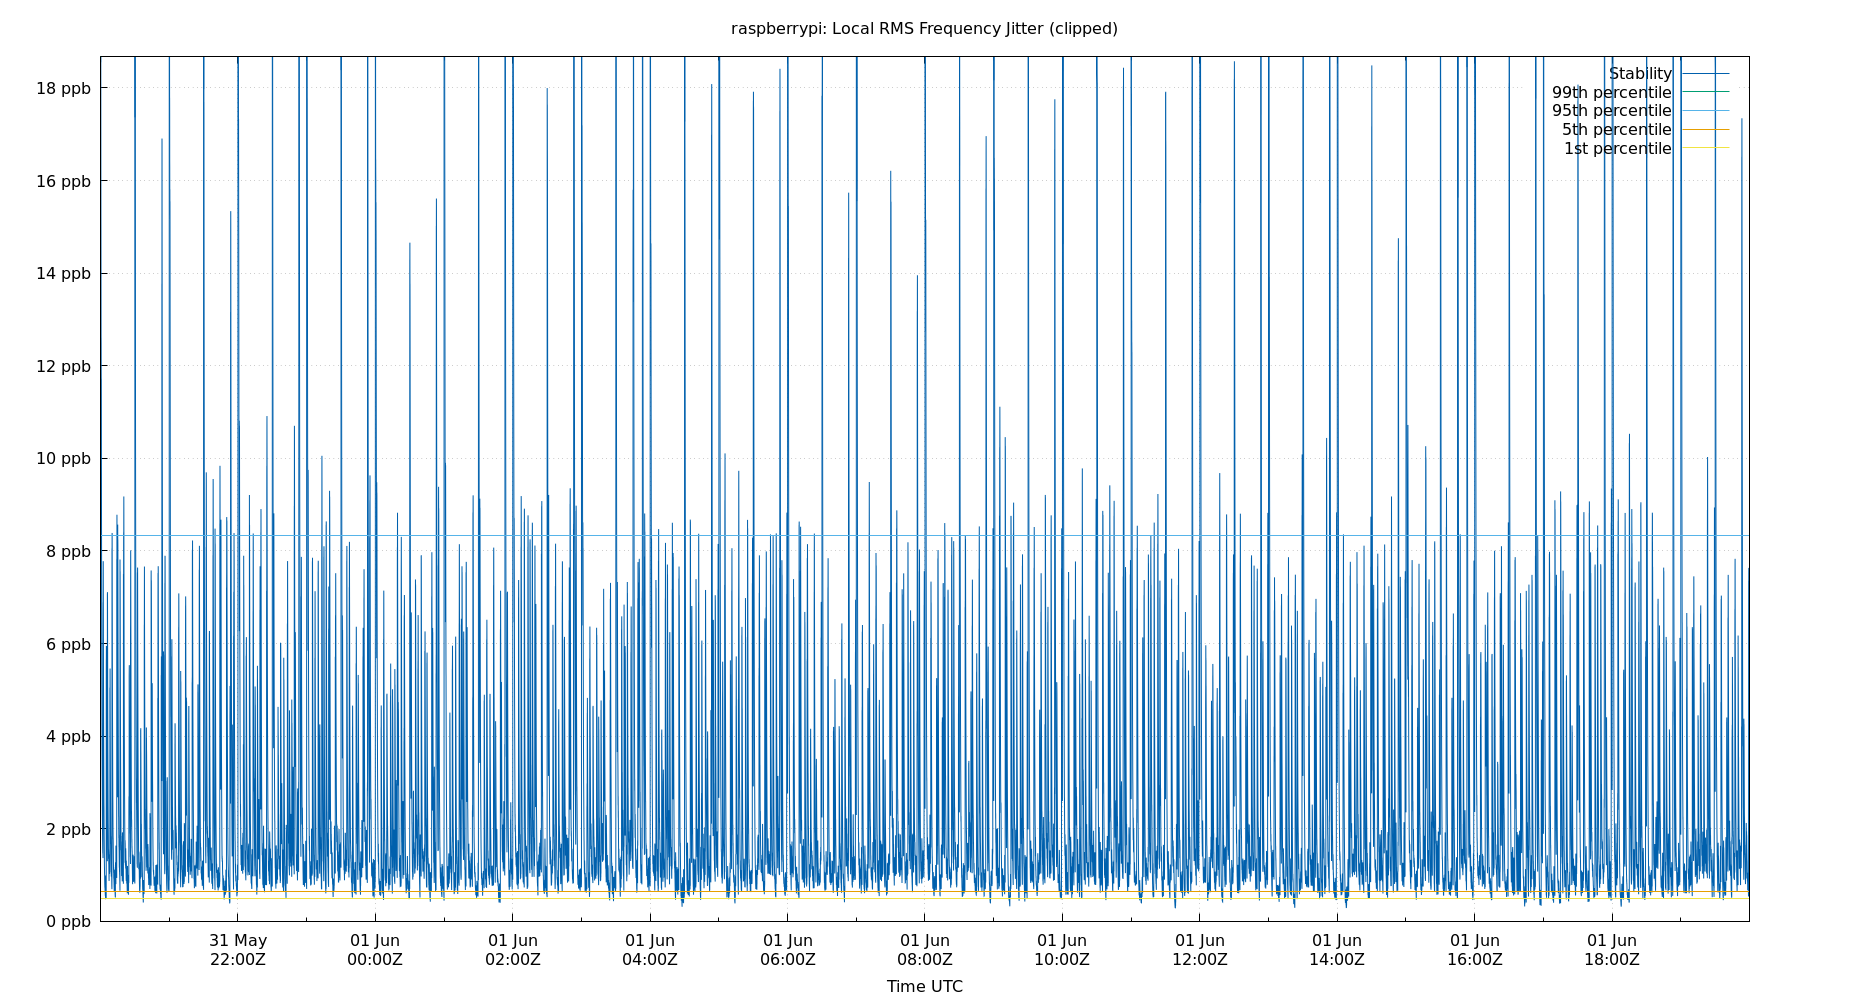 raspberrypi: Local RMS Frequency Jitter (clipped)
18 ppb
16 ppb
14 ppb
12 ppb
10 ppb
8 ppb
6 ppb
4 ppb
2 ppb
0 ppb
Stability
99th percentile
95th percentile
5th percentile
1st percentile
31 May 22:00Z
01 Jun 00:00Z
01 Jun 02:00Z
01 Jun 04:00Z
01 Jun 06:00Z
01 Jun 08:00Z
01 Jun 10:00Z
01 Jun 12:00Z
01 Jun 14:00Z
01 Jun 16:00Z
01 Jun 18:00Z
Time UTC